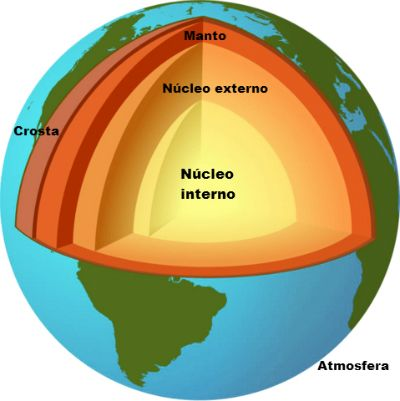 Manto
Núcleo externo
Crosta
Núcleo
interno
Atmosfera